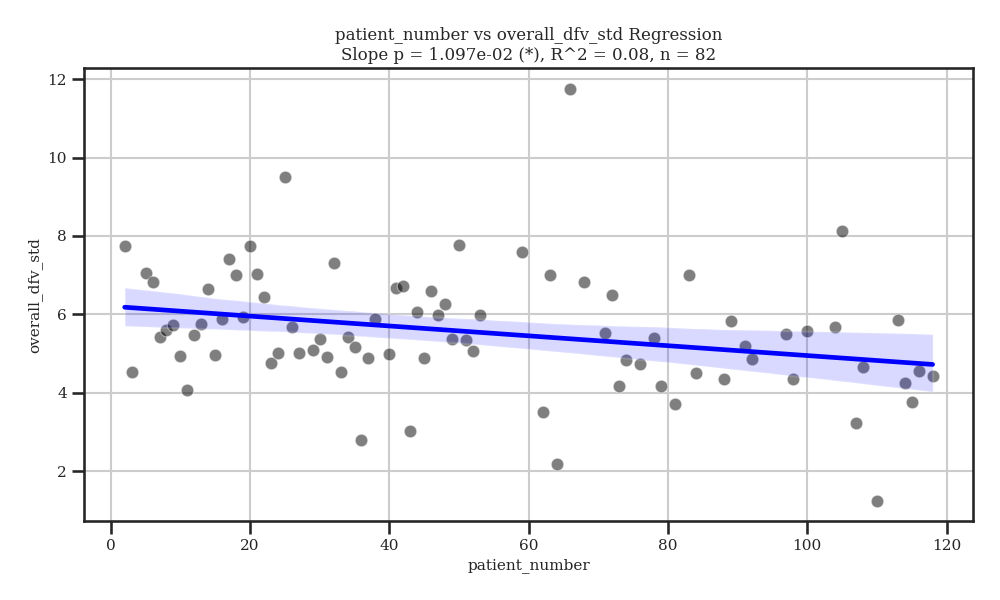 patient_number vs overall_dfv_std Regression
Slope p = 1.097e-02 (*), R^2 = 0.08, n = 82
12
10
8
6
4
2
overall_dfv_std
0 20 40 60 80 100 120
patient_number